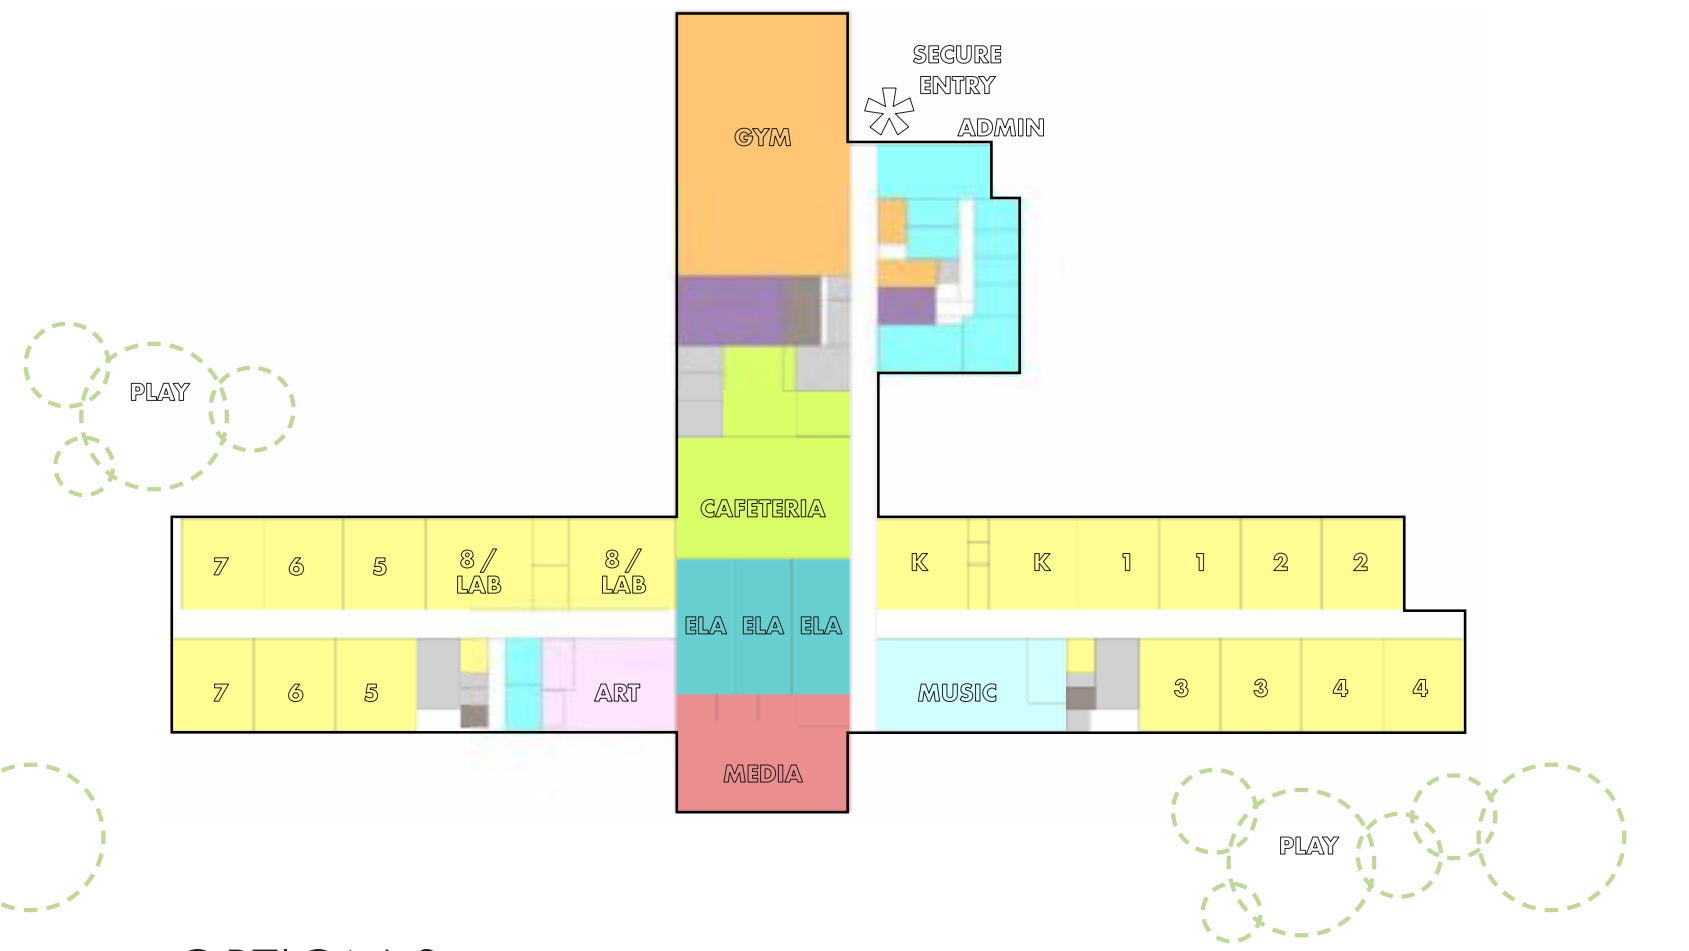 SECURE
ENTRY
ADMIN
GYM
PLAY
CAFETERIA
7 6 5 8 / LAB 8 / LAB
K K 1 1 2 2
ELA ELA ELA
7 6 5 ART
MUSIC 3 3 4 4
MEDIA
PLAY